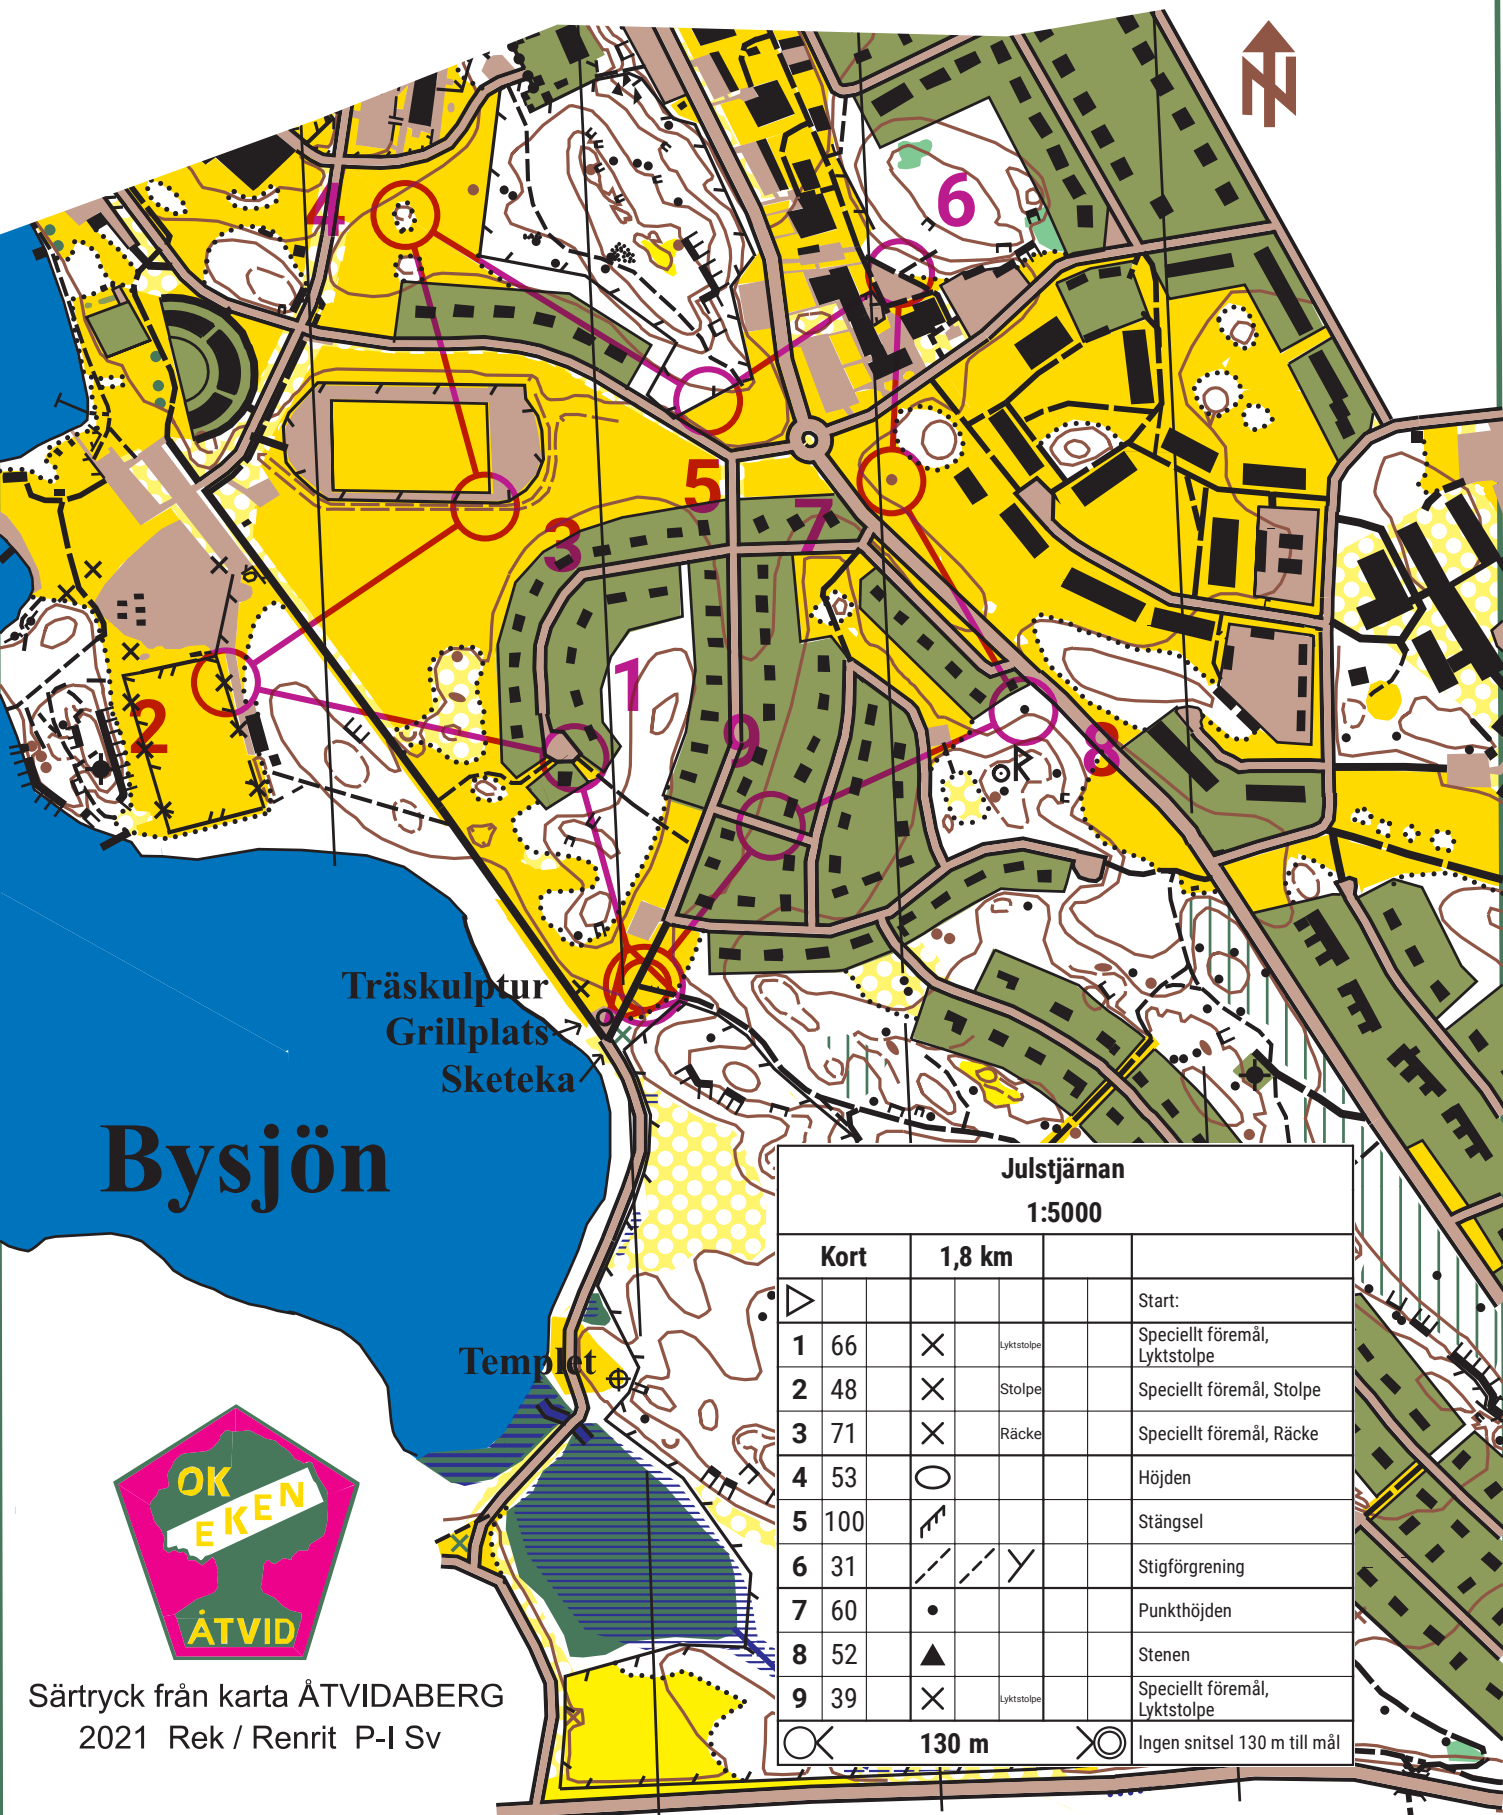 4
6
5
7
3
1
2
9
8
Träskulptur
Grillplats
Sketeka
Bysjön
Templet
Julstjärnan
1:5000
Kort 1,8 km
Start:
1 66 Lyktstolpe Speciellt föremål,
Lyktstolpe
2 48 Stolpe Speciellt föremål, Stolpe
3 71 Räcke Speciellt föremål, Räcke
4 53 Höjden
5 100 Stängsel
6 31 Stigförgrening
7 60 Punkthöjden
8 52 Stenen
9 39 Lyktstolpe Speciellt föremål,
Lyktstolpe
130 m Ingen snitsel 130 m till mål
OK
EKEN
ÅTVID
Särtryck från karta ÅTVIDABERG
2021 Rek / Renrit P-I Sv